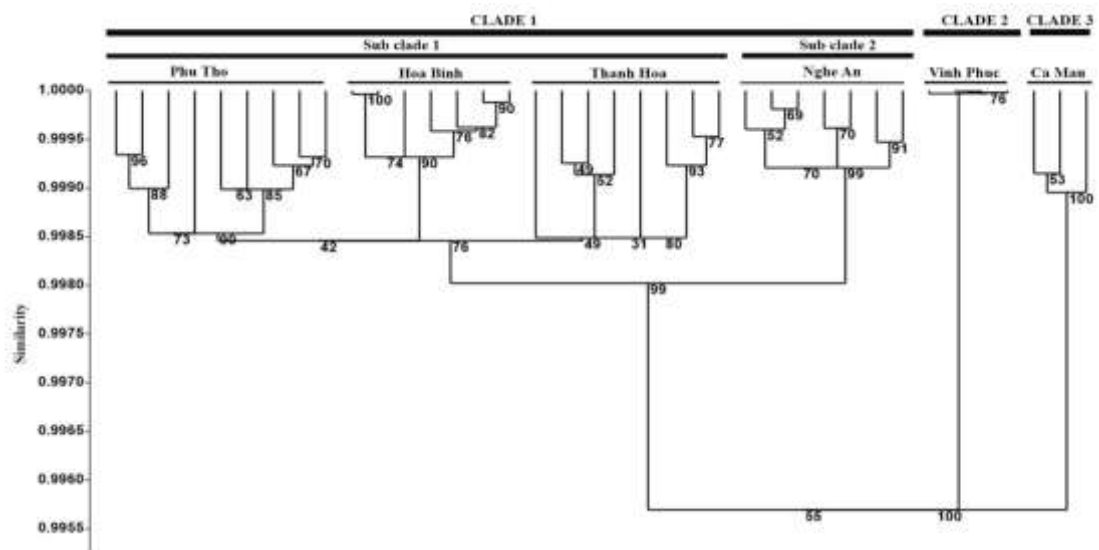 CLADE 1 CLADE 2 CLADE 3
Sub clade 1 Sub clade 2
Phu Tho Hoa Binh Thanh Hoa Nghe An Vinh Phuc Ca Mau
1.0000
100 90 69 76
0.9995
96 70 76 82 77 52 70 91
67 74 90 49 93
0.9990
88 63 85 52 70 99 53 100
0.9985
73 90 42 76 49 31 80
0.9980
99
0.9975
0.9970
0.9965
0.9960
0.9955
55 100
Similarity